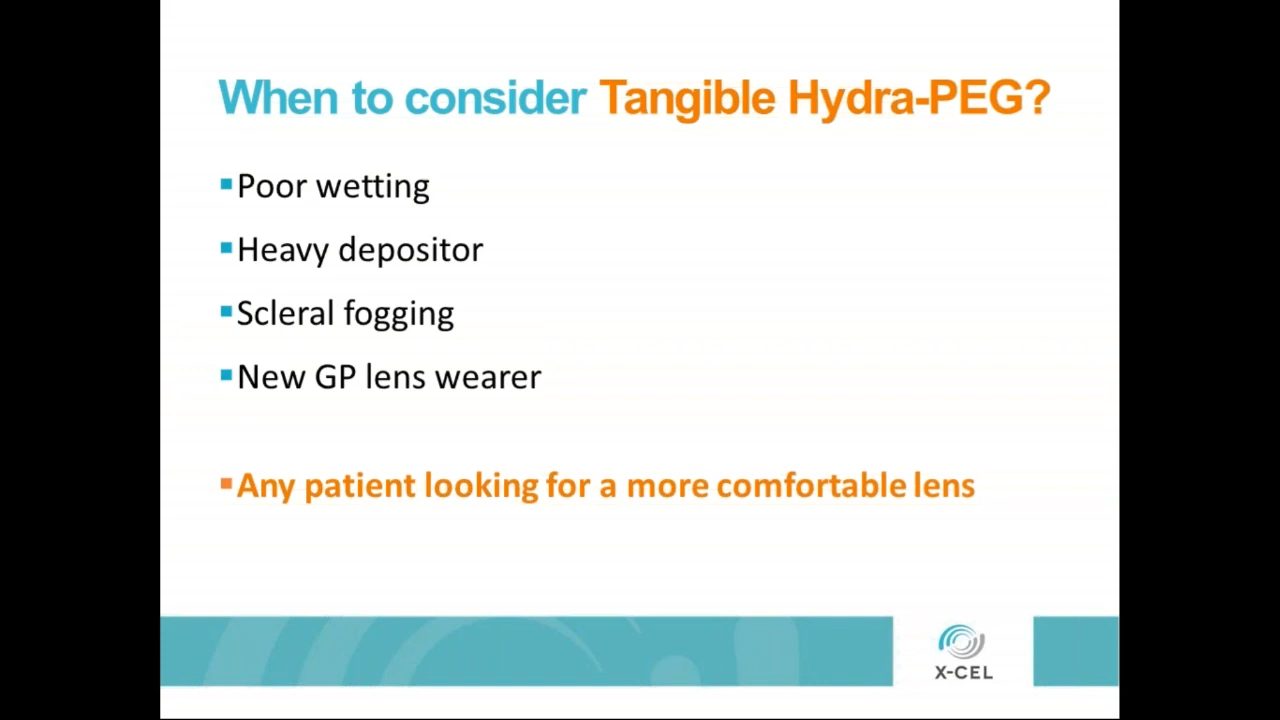 When to consider Tangible Hydra-PEG?
▪Poor wetting
▪Heavy depositor
▪Scleral fogging
▪New GP lens wearer
▪Any patient looking for a more comfortable lens
X-CEL